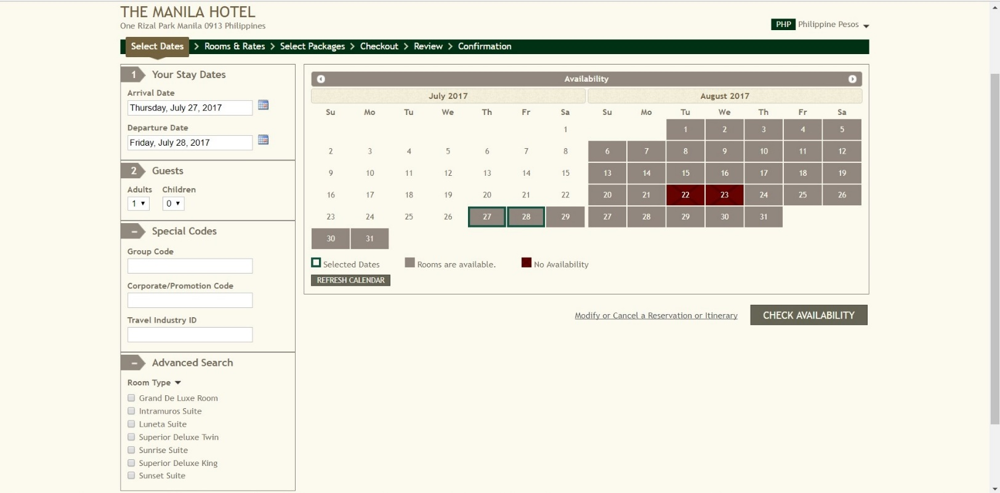 THE MANILA HOTEL
One Rizal Park Manila 0913 Philippines
PHP Philippine Pesos
Select Dates > Rooms & Rates > Select Packages > Checkout > Review > Confirmation
1 Your Stay Dates
Arrival Date
Thursday, July 27, 2017
Departure Date
Friday, July 28, 2017
2 Guests
Adults Children
1 0
– Special Codes
Group Code
Corporate/Promotion Code
Travel Industry ID
– Advanced Search
Room Type
Grand De Luxe Room
Intramuros Suite
Luneta Suite
Superior Deluxe Twin
Sunrise Suite
Superior Deluxe King
Sunset Suite
Availability
July 2017
Su Mo Tu We Th Fr Sa
1
2 3 4 5 6 7 8
9 10 11 12 13 14 15
16 17 18 19 20 21 22
23 24 25 26 27 28 29
30 31
August 2017
Su Mo Tu We Th Fr Sa
1 2 3 4 5
6 7 8 9 10 11 12
13 14 15 16 17 18 19
20 21 22 23 24 25 26
27 28 29 30 31
Selected Dates Rooms are available. No Availability
REFRESH CALENDAR
Modify or Cancel a Reservation or Itinerary
CHECK AVAILABILITY